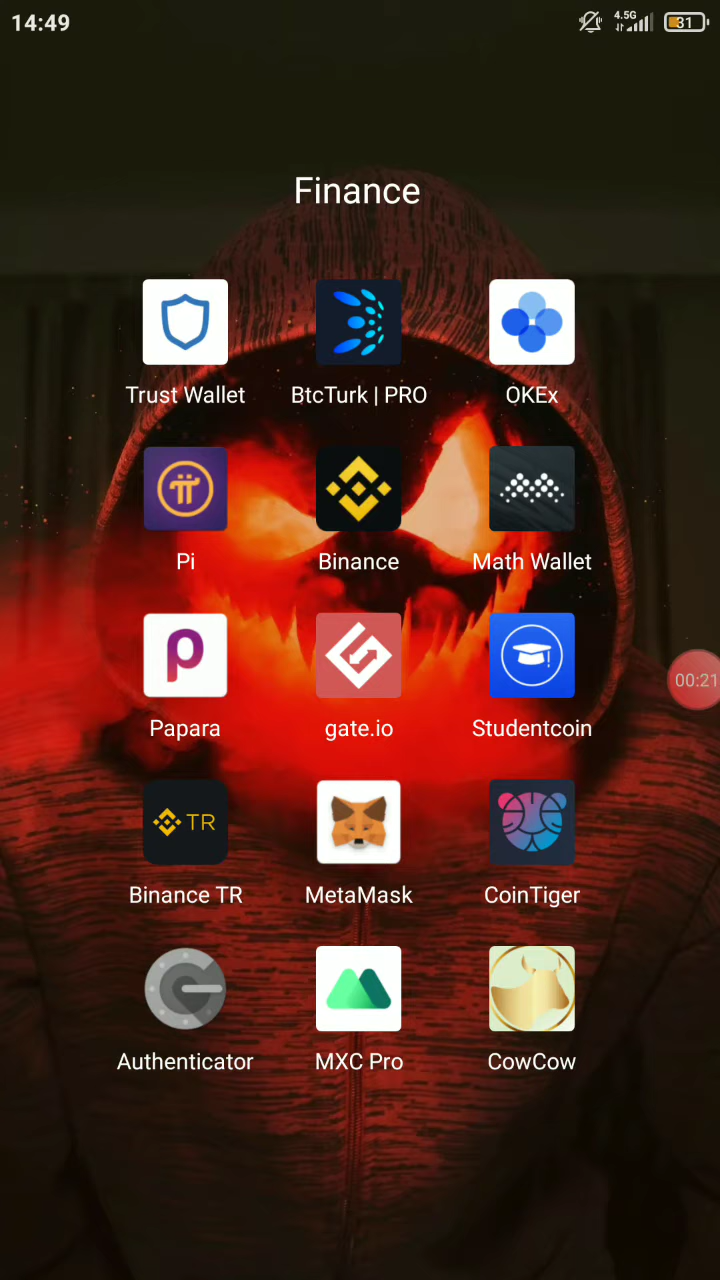 14:49
4.5G
31
Finance
Trust Wallet
BtcTurk | PRO
OKEx
Pi
Binance
Math Wallet
Papara
gate.io
Studentcoin
00:21
TR
Binance TR
MetaMask
CoinTiger
Authenticator
MXC Pro
CowCow